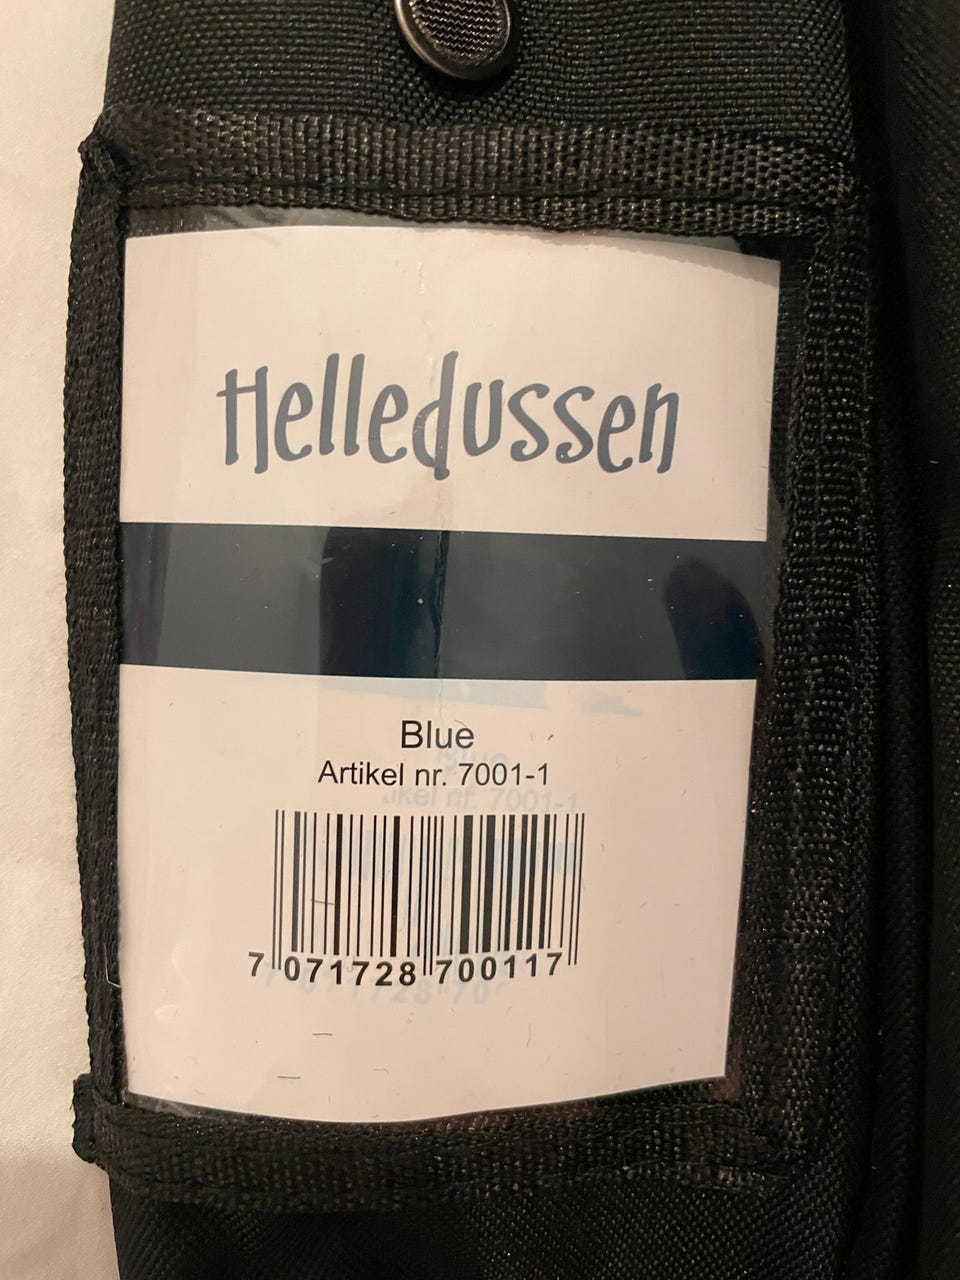 Helledussen
Blue
Artikel nr. 7001-1
7 071728 700117